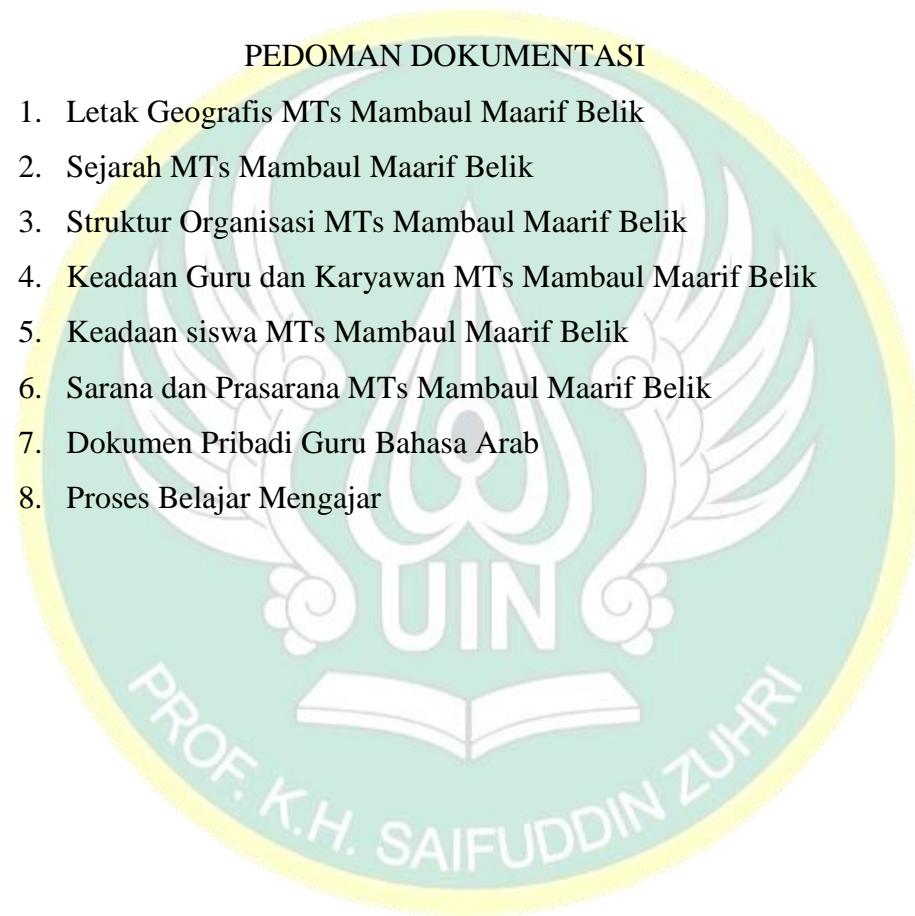 PEDOMAN DOKUMENTASI
1. Letak Geografis MTs Mambaul Maarif Belik
2. Sejarah MTs Mambaul Maarif Belik
3. Struktur Organisasi MTs Mambaul Maarif Belik
4. Keadaan Guru dan Karyawan MTs Mambaul Maarif Belik
5. Keadaan siswa MTs Mambaul Maarif Belik
6. Sarana dan Prasarana MTs Mambaul Maarif Belik
7. Dokumen Pribadi Guru Bahasa Arab
8. Proses Belajar Mengajar
UIN
PROF. K.H. SAIFUDDIN ZUHRI